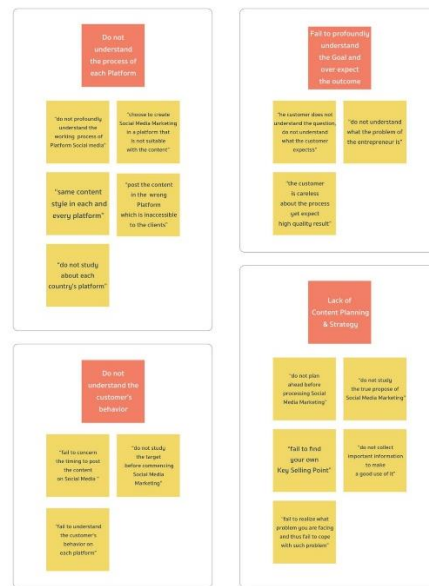 Do not
understand
the process of
each Platform
"do not profoundly
understand the
working process of
Platform Social media"
"choose to create
Social Media Marketing
in a platform that
is not suitable
with the content"
"same content
style in each and
every platform"
"post the content
in the wrong
Platform
which is inaccessible
to the clients"
"do not study
about each
country's platform"
Fail to profoundly
understand
the Goal and
over expect
the outcome
"he customer does not
understand the question,
do not understand
what the customer
expectss"
"do not understand
what the problem of
the entrepreneur is"
"the customer
is careless
about the process
yet expect
high quality result"
Do not
understand the
customer's
behavior
"fail to concern
the timing to post
the content
on Social Media "
"do not study
the target
before commencing
Social Media
Marketing"
"fail to understand
the customer's
behavior on
each platform"
Lack of
Content Planning
& Strategy
"do not plan
ahead before
processing Social
Media Marketing"
"do not study
the true propose of
Social Media Marketing"
"fail to find
your own
Key Selling Point"
"do not collect
important information
to make
a good use of it"
"fail to realize what
problem you are facing
and thus fail to cope
with such problem"